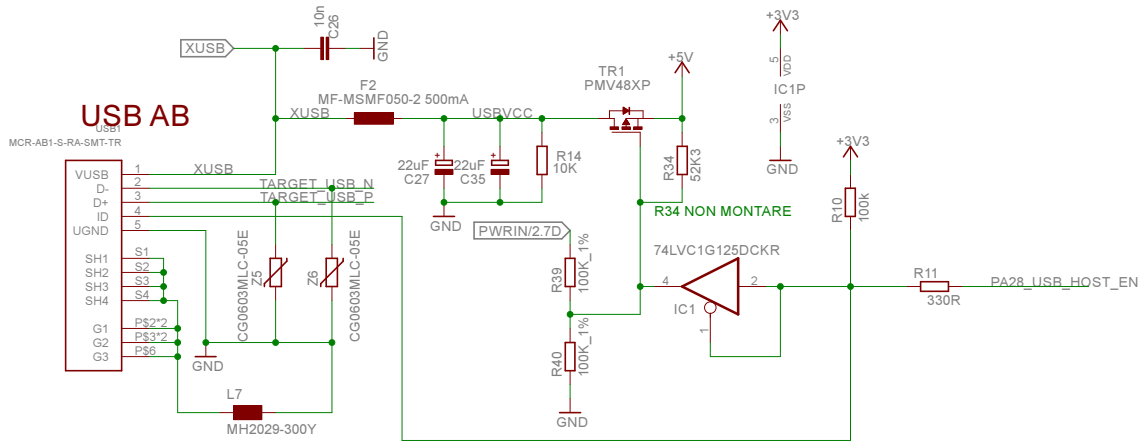 10n
C26
GND
XUSB
+3V3
5
VDD
IC1P
VSS
3
GND
TR1
PMV48XP
+5V
F2
MF-MSMF050-2 500mA
XUSB
USBVCC
USB AB
USB1
MCR-AB1-S-RA-SMT-TR
22uF
C27
22uF
C35
R14
10K
R34
52K3
GND
R34 NON MONTARE
+3V3
R10
100k
VUSB 1 XUSB
D- 2 TARGET_USB_N
D+ 3 TARGET_USB_P
ID 4
UGND 5
SH1 S1
SH2 S2
SH3 S3
SH4 S4
G1 P$2*2
G2 P$3*2
G3 P$6
CG0603MLC-05E
Z5
Z6
CG0603MLC-05E
GND
L7
MH2029-300Y
PWRIN/2.7D
R39
100K_1%
R40
100K_1%
GND
74LVC1G125DCKR
4
2
IC1
1
R11
330R
PA28_USB_HOST_EN